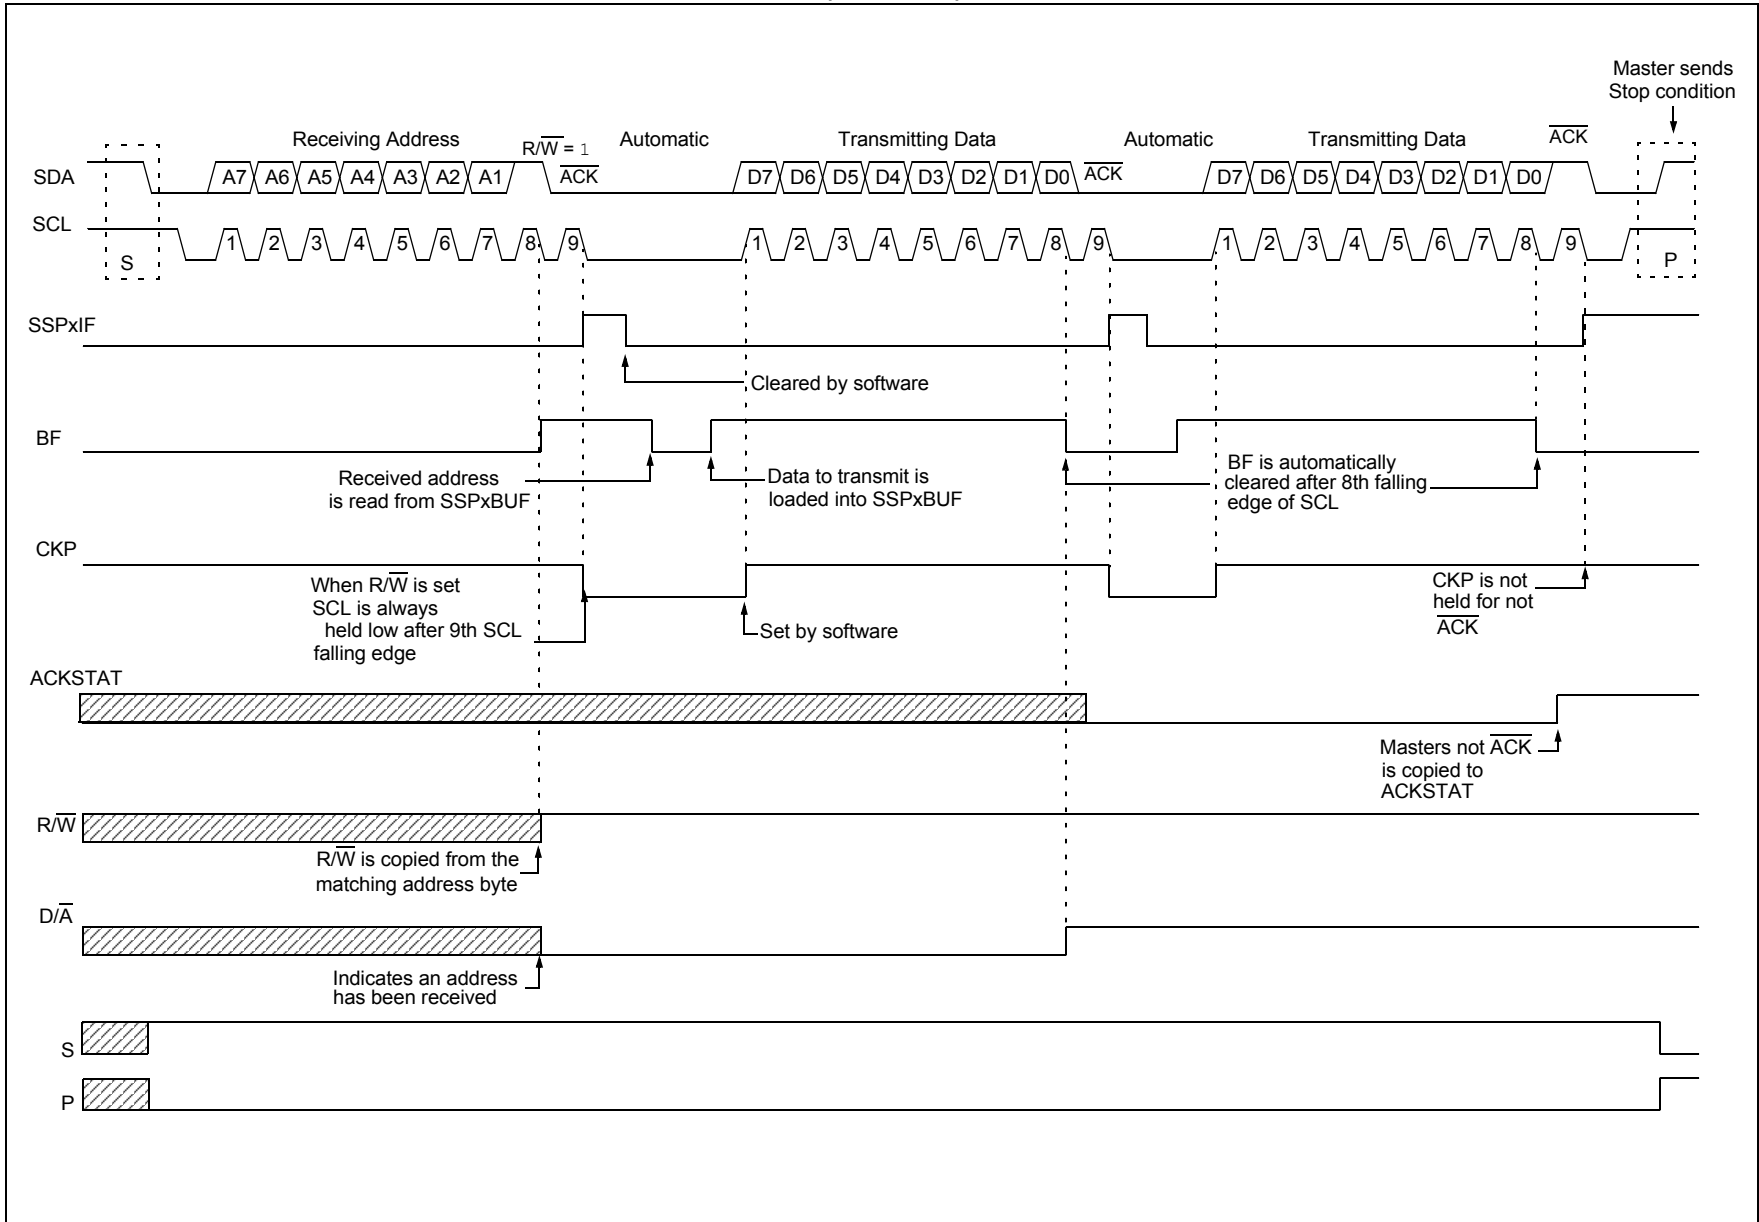 Master sends
Stop condition
Receiving Address
R/W̅ = 1
Automatic
Transmitting Data
Automatic
Transmitting Data
A̅C̅K̅
SDA
A7 A6 A5 A4 A3 A2 A1
A̅C̅K̅
D7 D6 D5 D4 D3 D2 D1 D0
A̅C̅K̅
D7 D6 D5 D4 D3 D2 D1 D0
SCL
S
1 2 3 4 5 6 7 8 9
1 2 3 4 5 6 7 8 9
1 2 3 4 5 6 7 8 9
P
SSPxIF
Cleared by software
BF
Received address
is read from SSPxBUF
Data to transmit is
loaded into SSPxBUF
BF is automatically
cleared after 8th falling
edge of SCL
CKP
When R/W̅ is set
SCL is always
held low after 9th SCL
falling edge
Set by software
CKP is not
held for not
A̅C̅K̅
ACKSTAT
Masters not A̅C̅K̅
is copied to
ACKSTAT
R/W̅
R/W̅ is copied from the
matching address byte
D/A̅
Indicates an address
has been received
S
P